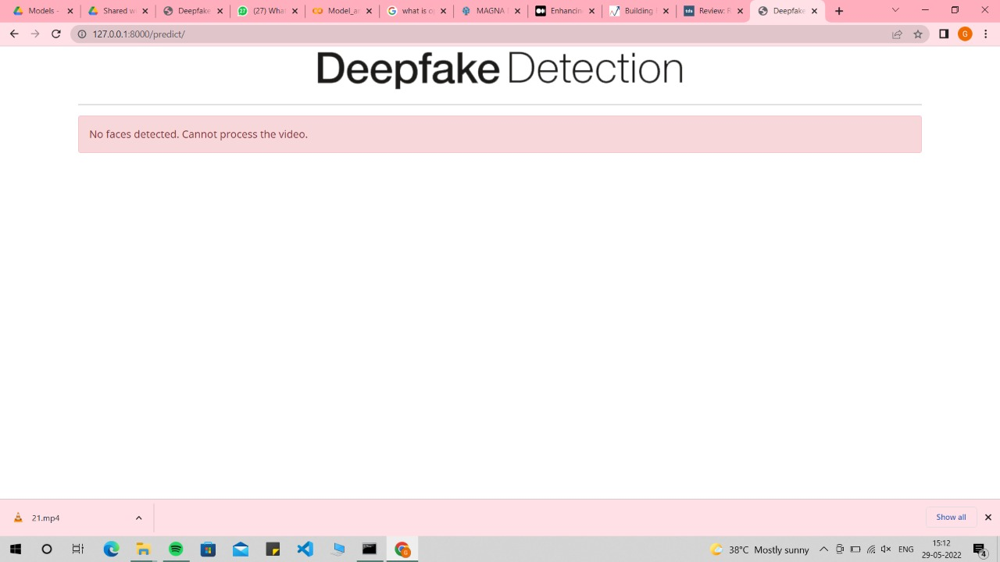 Models -
Shared w
Deepfake
(27) Wha
Model_a
what is o
MAGNA
Enhancin
Building
Review: R
Deepfake
127.0.0.1:8000/predict/
G
Deepfake Detection
No faces detected. Cannot process the video.
21.mp4
Show all
38°C Mostly sunny
ENG
15:12
29-05-2022
4